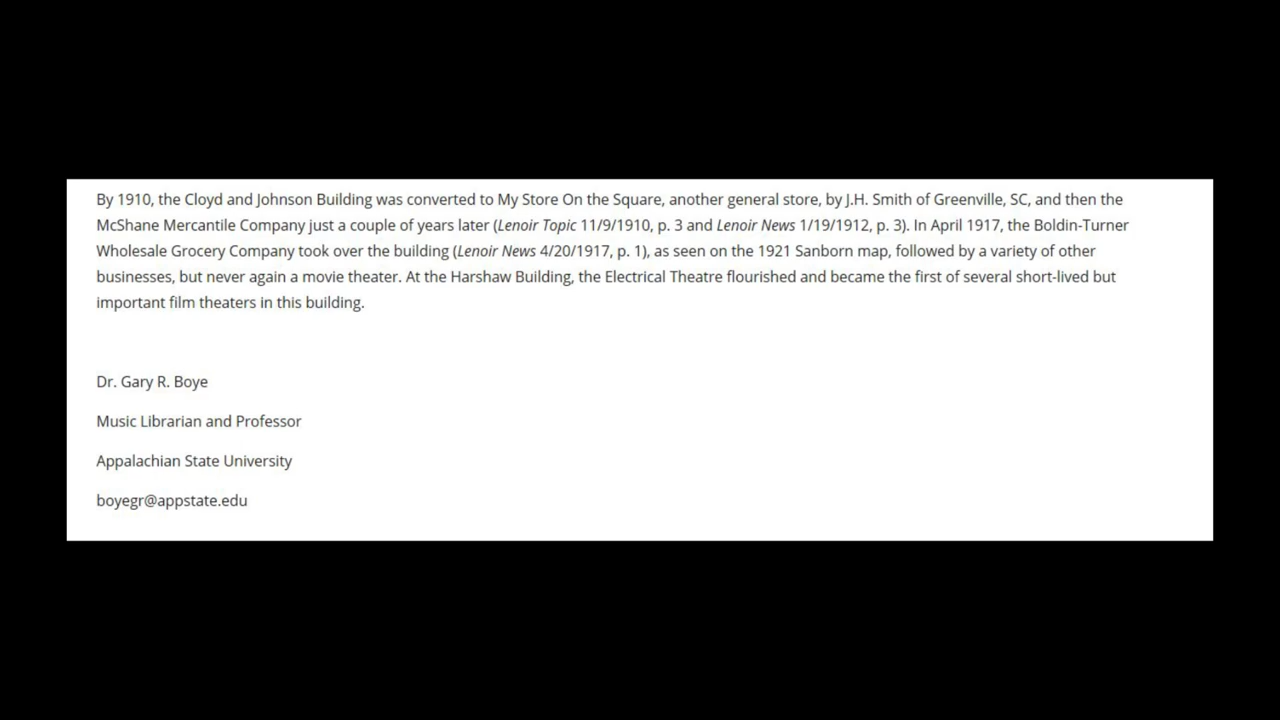 By 1910, the Cloyd and Johnson Building was converted to My Store On the Square, another general store, by J.H. Smith of Greenville, SC, and then the
McShane Mercantile Company just a couple of years later (Lenoir Topic 11/9/1910, p. 3 and Lenoir News 1/19/1912, p. 3). In April 1917, the Boldin-Turner
Wholesale Grocery Company took over the building (Lenoir News 4/20/1917, p. 1), as seen on the 1921 Sanborn map, followed by a variety of other
businesses, but never again a movie theater. At the Harshaw Building, the Electrical Theatre flourished and became the first of several short-lived but
important film theaters in this building.
Dr. Gary R. Boye
Music Librarian and Professor
Appalachian State University
boyegr@appstate.edu